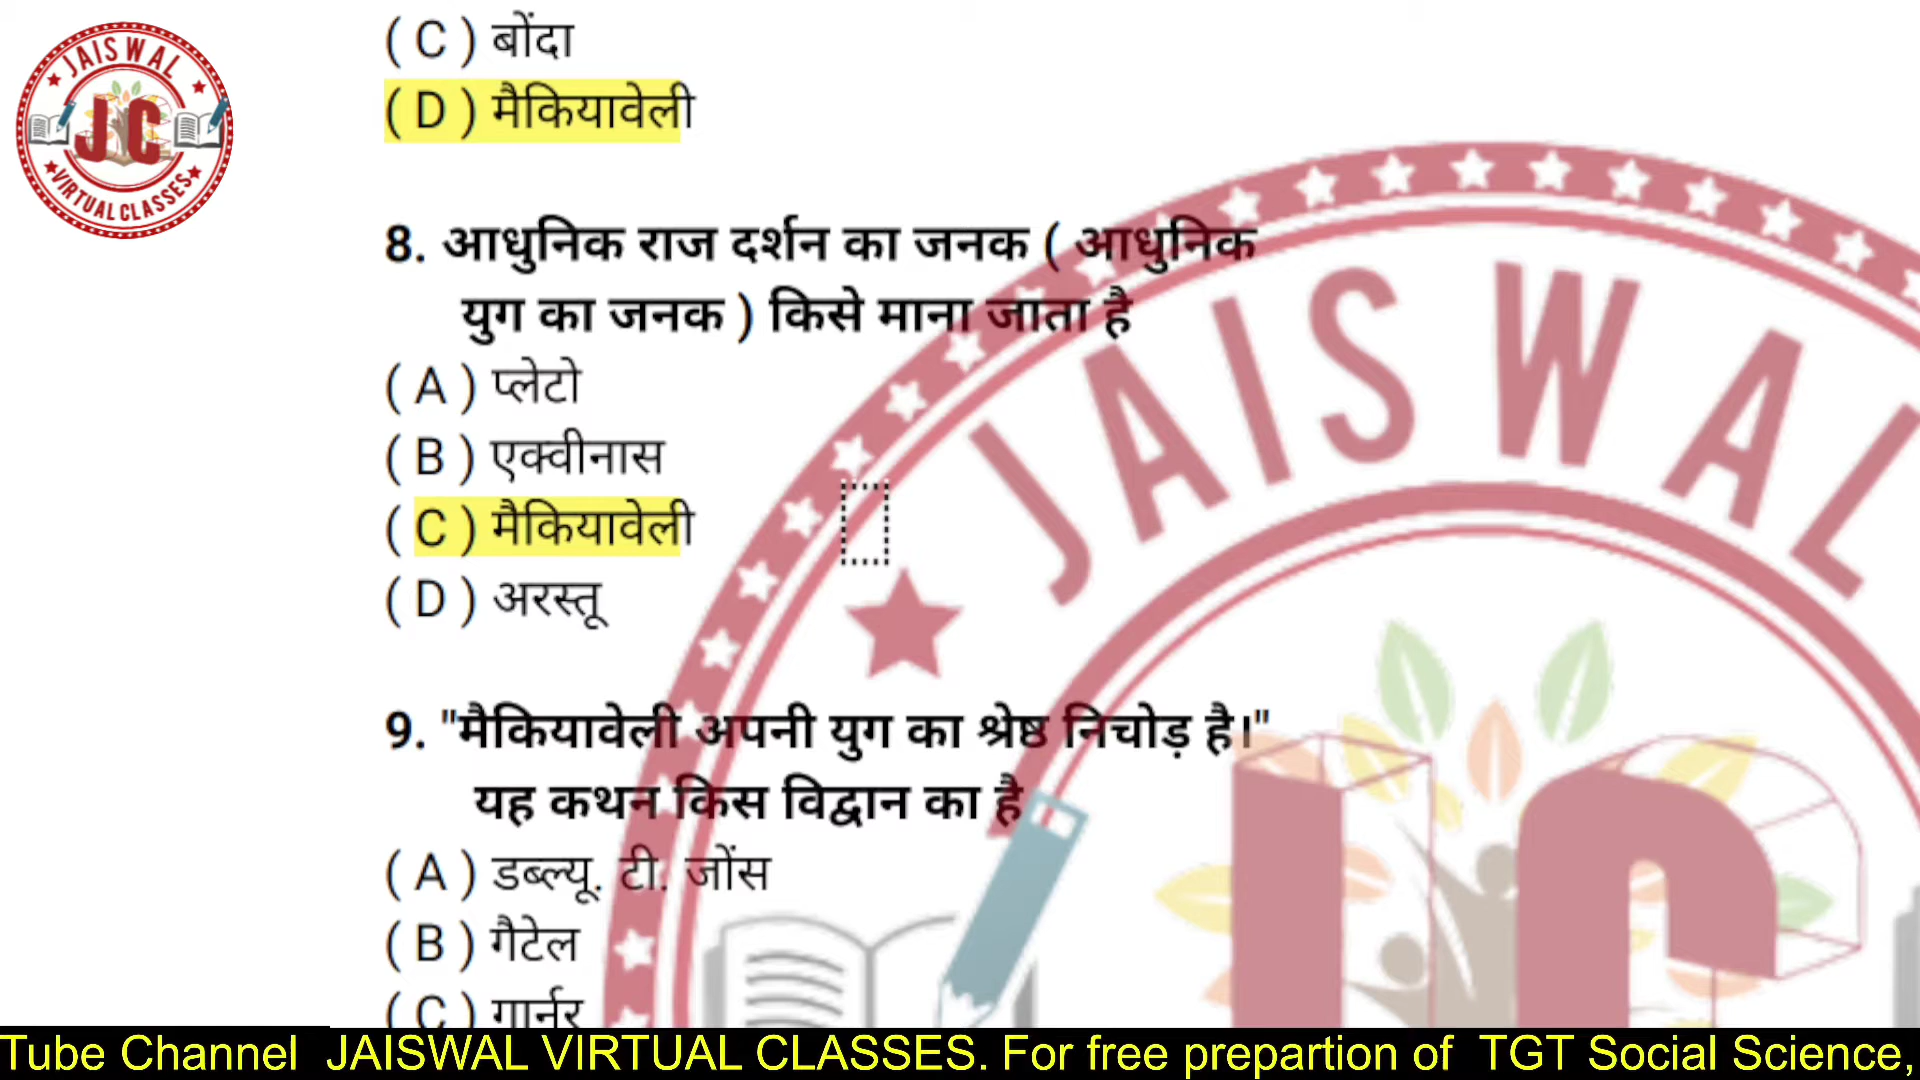 ( C ) बोंदा
( D ) मैकियावेली
JAISWAL
JC
VIRTUAL CLASSES
8. आधुनिक राज दर्शन का जनक ( आधुनिक
युग का जनक ) किसे माना जाता है
( A ) प्लेटो
( B ) एक्वीनास
( C ) मैकियावेली
( D ) अरस्तू
9. "मैकियावेली अपनी युग का श्रेष्ठ निचोड़ है।"
यह कथन किस विद्वान का है
( A ) डब्ल्यू. टी. जोंस
( B ) गैटेल
( C ) गार्नर
JAISWAL
JC
Tube Channel JAISWAL VIRTUAL CLASSES. For free prepartion of TGT Social Science,